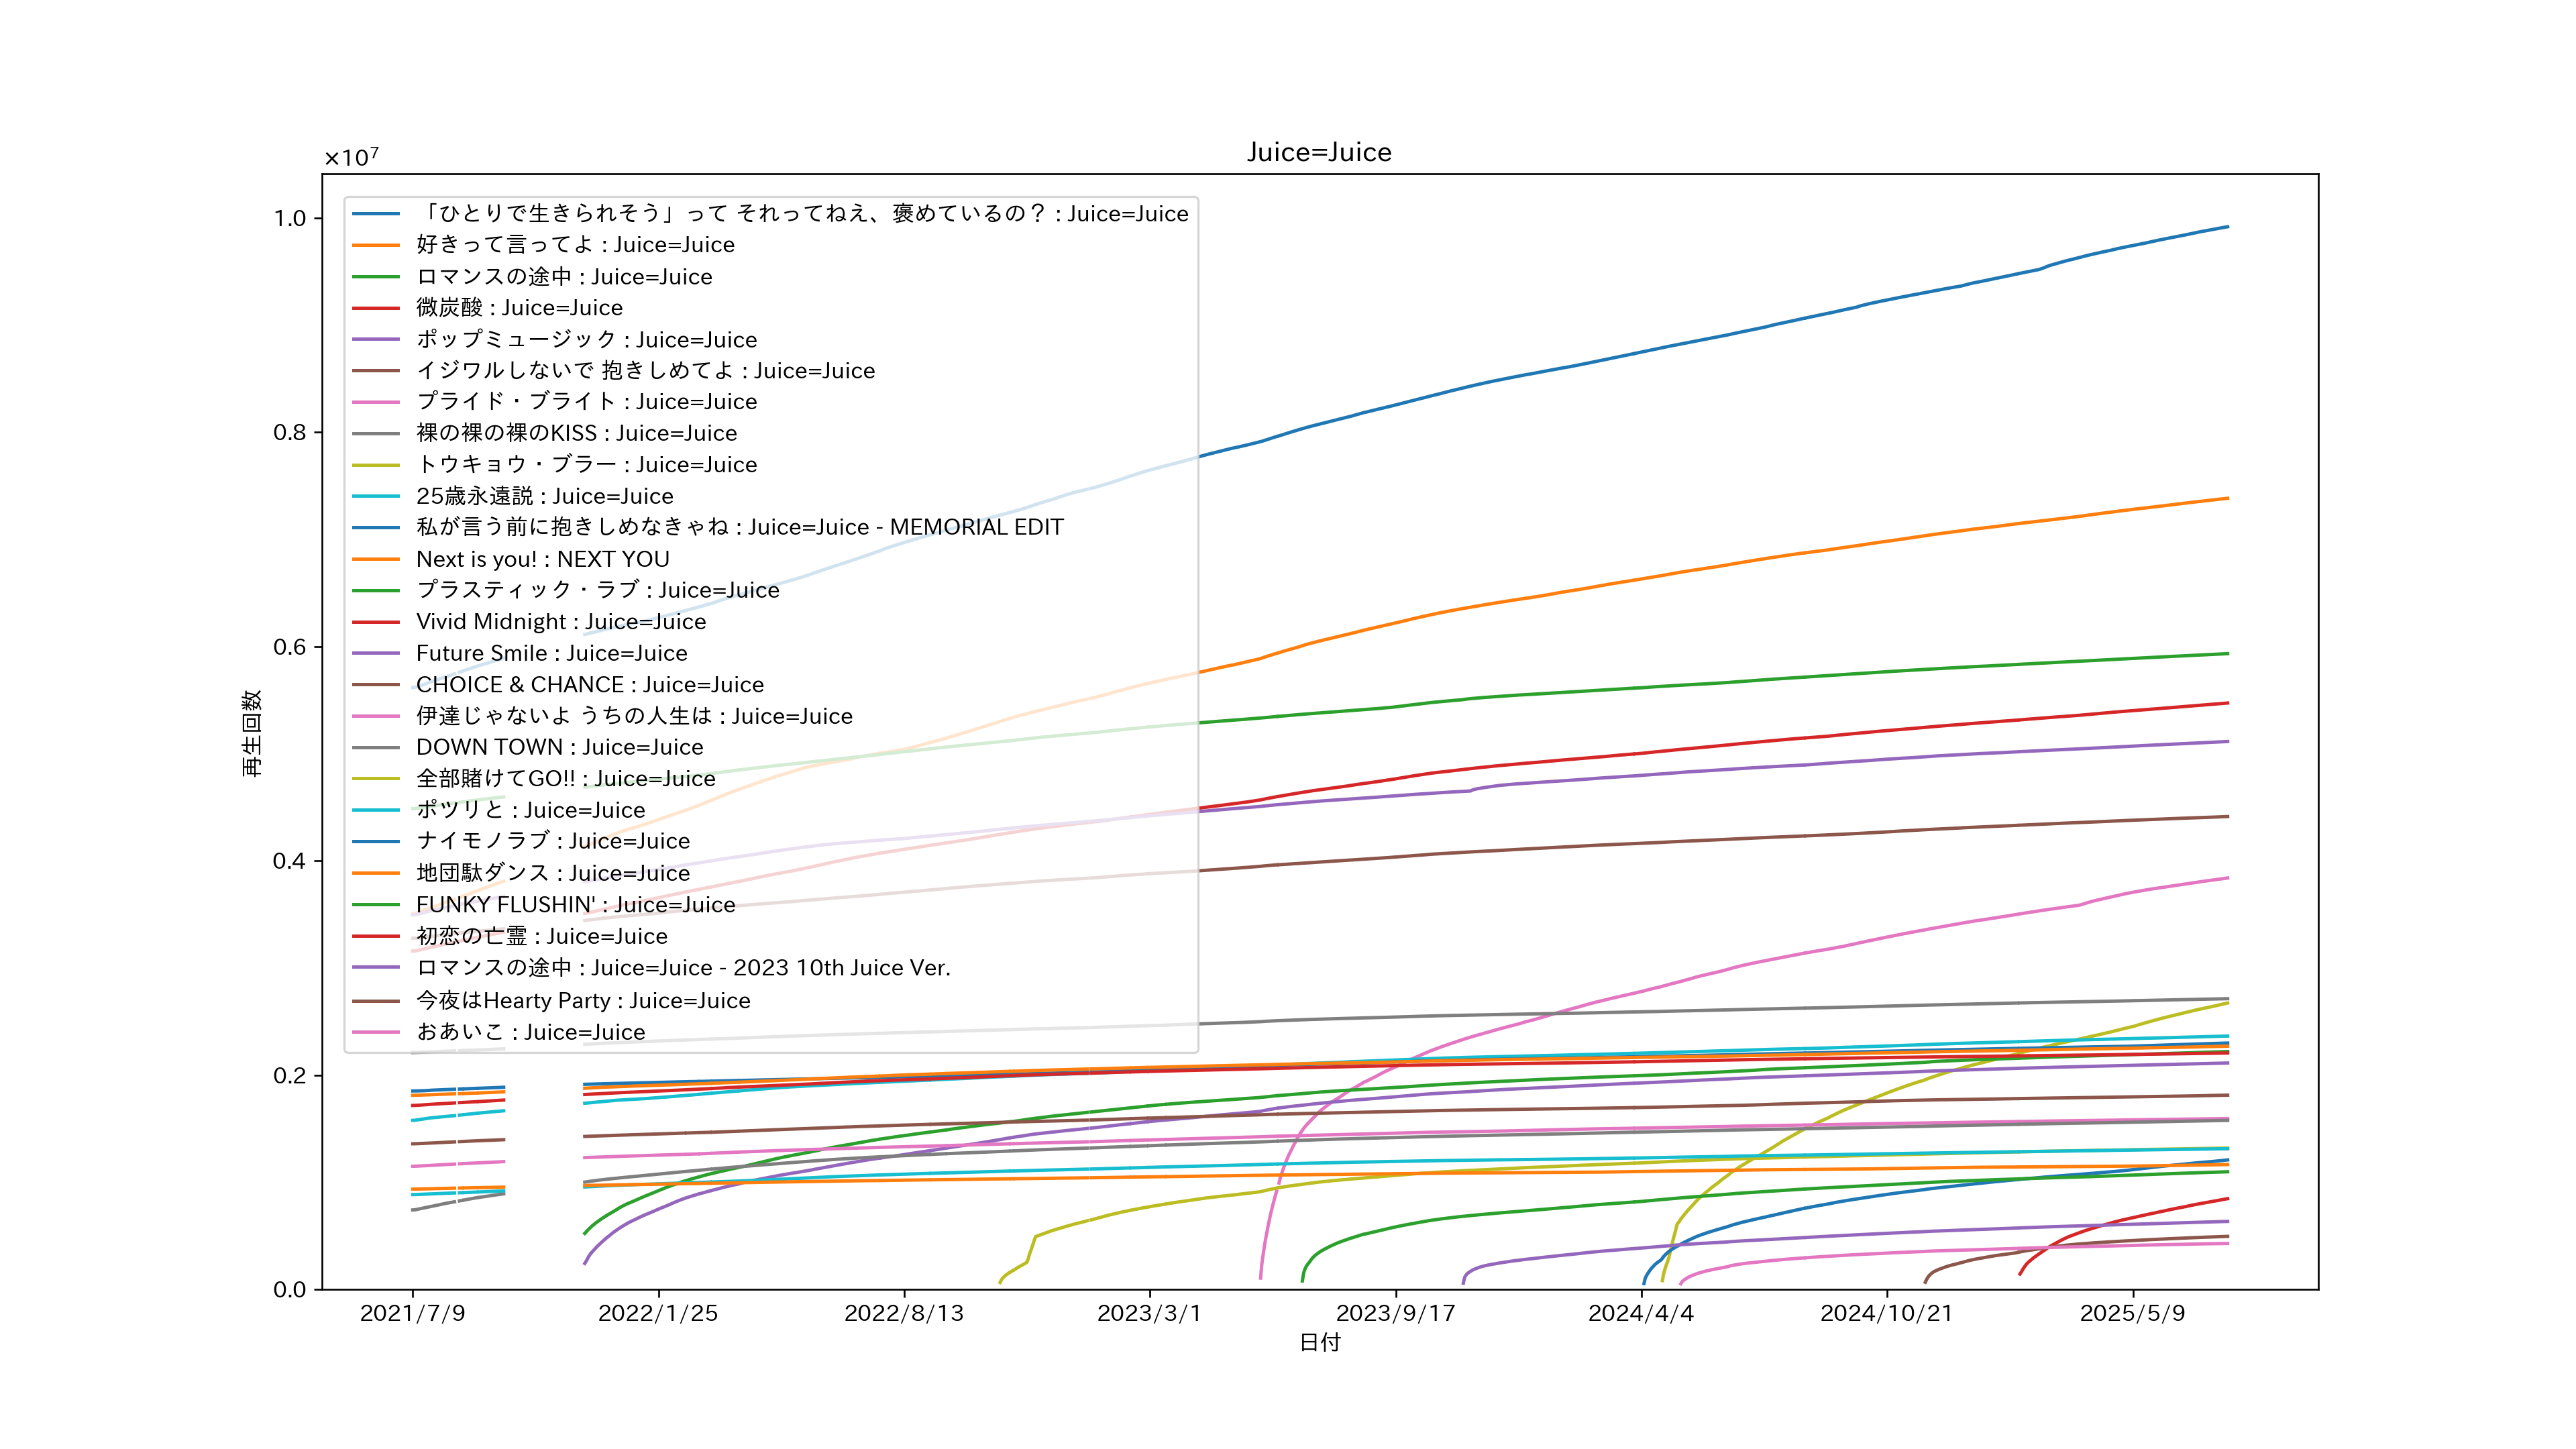 Juice=Juice
×10⁷
1.0
0.8
0.6
0.4
0.2
0.0
再生回数
「ひとりで生きられそう」って それってねえ、褒めているの？ : Juice=Juice
好きって言ってよ : Juice=Juice
ロマンスの途中 : Juice=Juice
微炭酸 : Juice=Juice
ポップミュージック : Juice=Juice
イジワルしないで 抱きしめてよ : Juice=Juice
プライド・ブライト : Juice=Juice
裸の裸の裸のKISS : Juice=Juice
トウキョウ・ブラー : Juice=Juice
25歳永遠説 : Juice=Juice
私が言う前に抱きしめなきゃね : Juice=Juice - MEMORIAL EDIT
Next is you! : NEXT YOU
プラスティック・ラブ : Juice=Juice
Vivid Midnight : Juice=Juice
Future Smile : Juice=Juice
CHOICE & CHANCE : Juice=Juice
伊達じゃないよ うちの人生は : Juice=Juice
DOWN TOWN : Juice=Juice
全部賭けてGO!! : Juice=Juice
ポツリと : Juice=Juice
ナイモノラブ : Juice=Juice
地団駄ダンス : Juice=Juice
FUNKY FLUSHIN' : Juice=Juice
初恋の亡霊 : Juice=Juice
ロマンスの途中 : Juice=Juice - 2023 10th Juice Ver.
今夜はHearty Party : Juice=Juice
おあいこ : Juice=Juice
2021/7/9
2022/1/25
2022/8/13
2023/3/1
2023/9/17
2024/4/4
2024/10/21
2025/5/9
日付